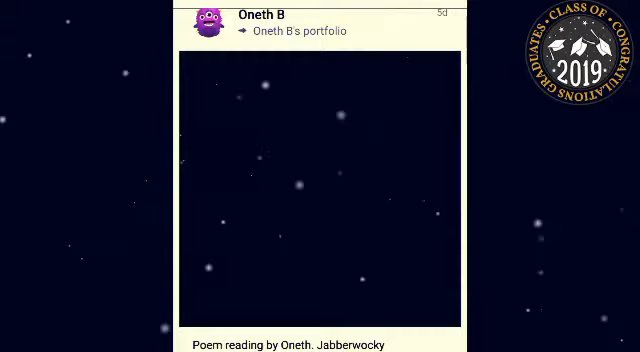 Oneth B
5d
Oneth B's portfolio
CLASS OF
2019
CONGRATULATIONS GRADUATES
Poem reading by Oneth. Jabberwocky